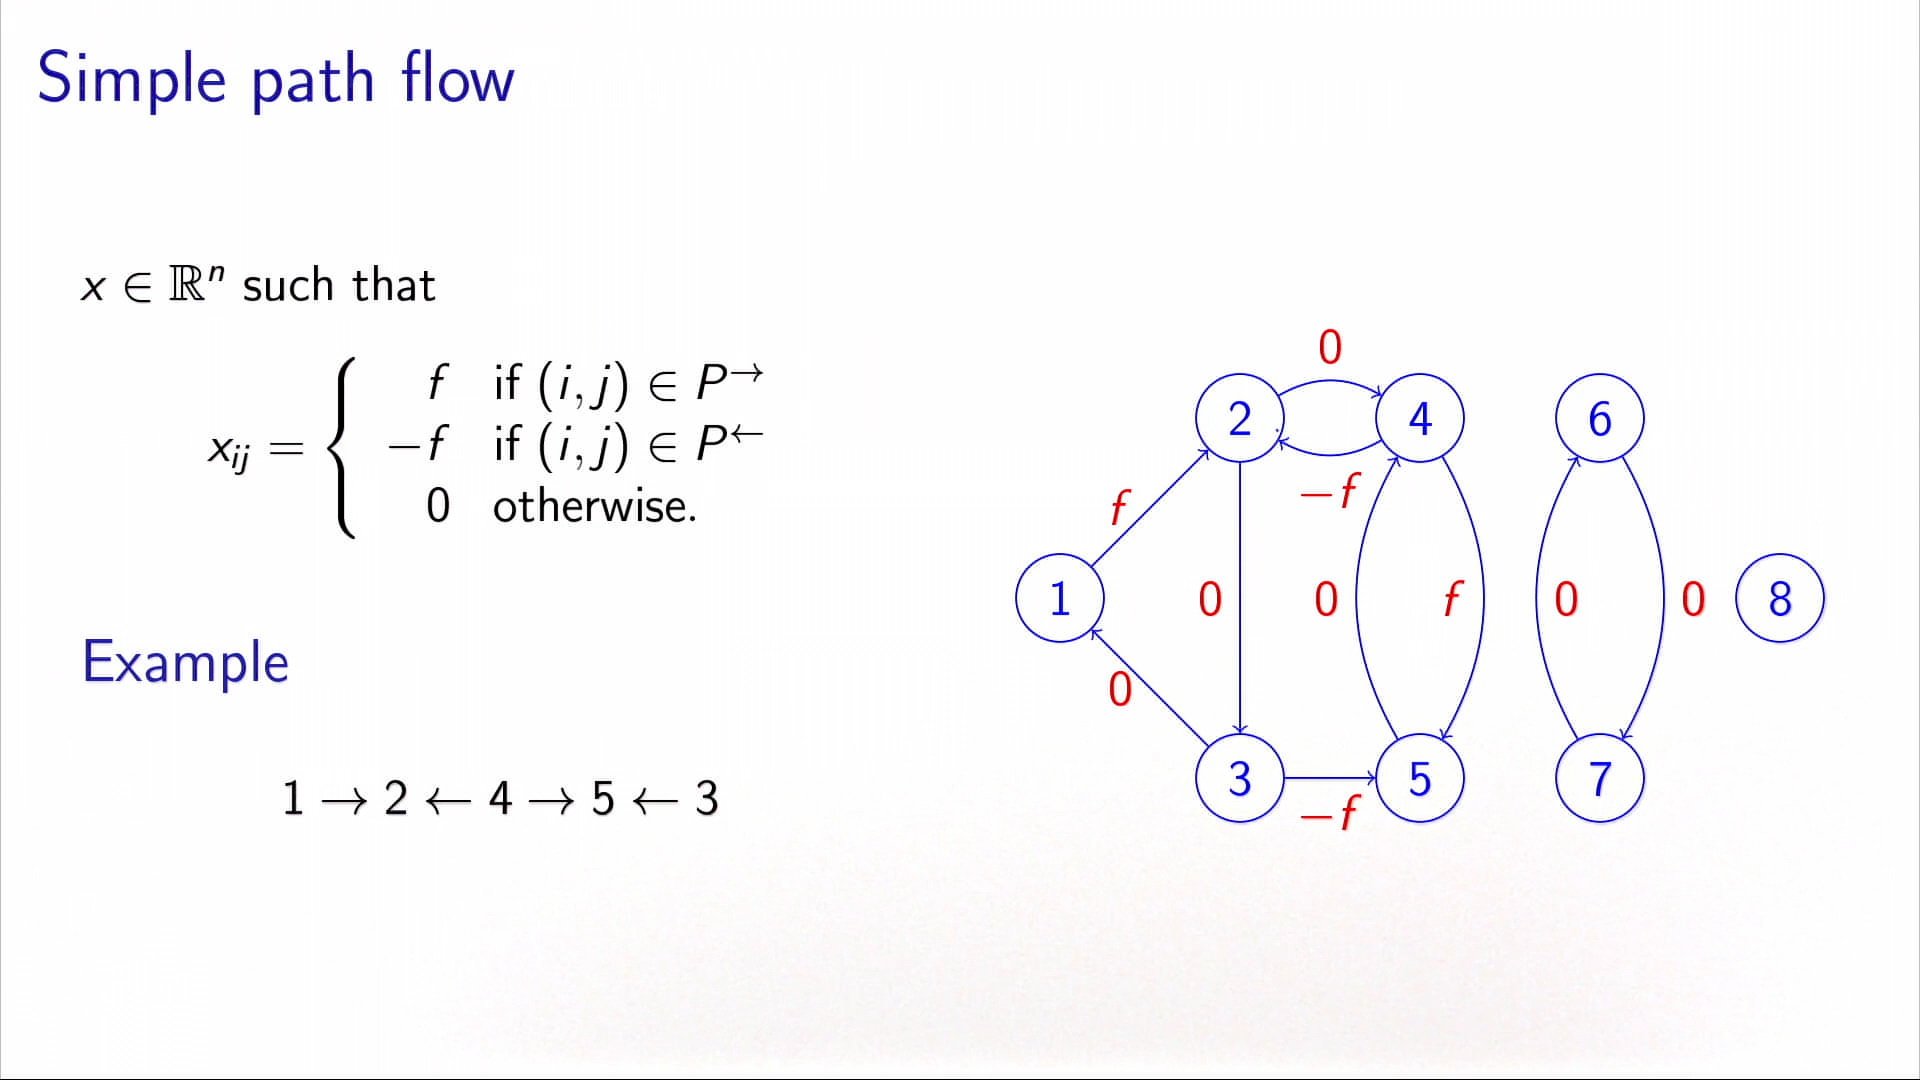 Simple path flow
x ∈ ℝⁿ such that
xᵢⱼ = { f if (i, j) ∈ P→
−f if (i, j) ∈ P←
0 otherwise.
Example
1 → 2 ← 4 → 5 ← 3
0
2 4 6
−f
f
1 0 0 f 0 0 8
0
3 5 7
−f